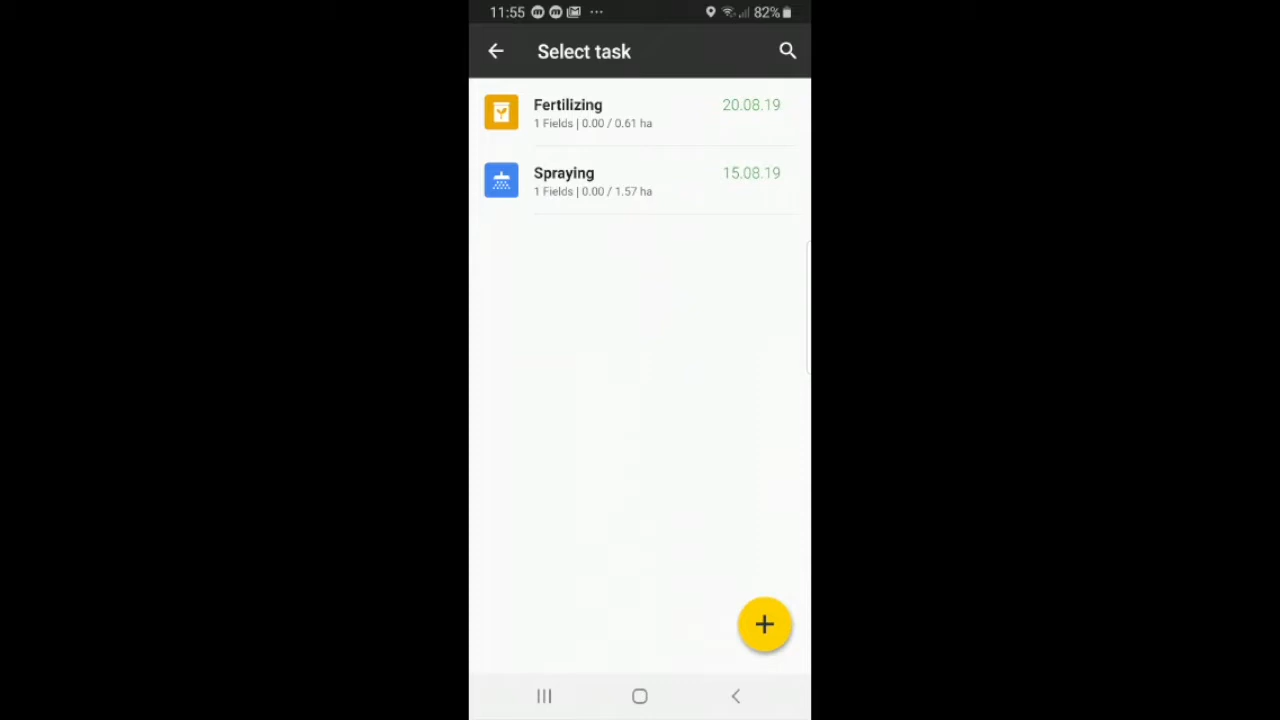 11:55 82%
Select task
Fertilizing 20.08.19
1 Fields | 0.00 / 0.61 ha
Spraying 15.08.19
1 Fields | 0.00 / 1.57 ha